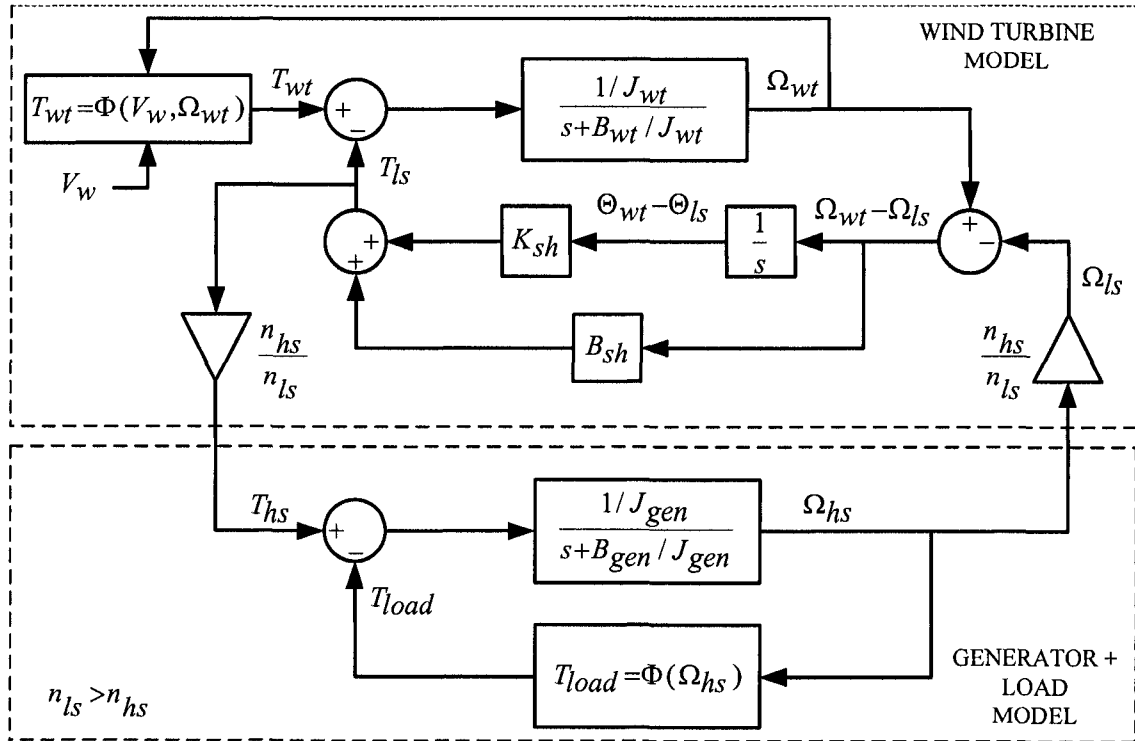 WIND TURBINE
MODEL
T_wt=Φ(V_w,Ω_wt)
T_wt
+
−
1/J_wt
s+B_wt/J_wt
Ω_wt
V_w
T_ls
Θ_wt−Θ_ls
Ω_wt−Ω_ls
+
−
+
+
K_sh
1
s
Ω_ls
B_sh
n_hs
n_ls
n_hs
n_ls
T_hs
+
−
1/J_gen
s+B_gen/J_gen
Ω_hs
T_load
T_load=Φ(Ω_hs)
n_ls>n_hs
GENERATOR +
LOAD
MODEL